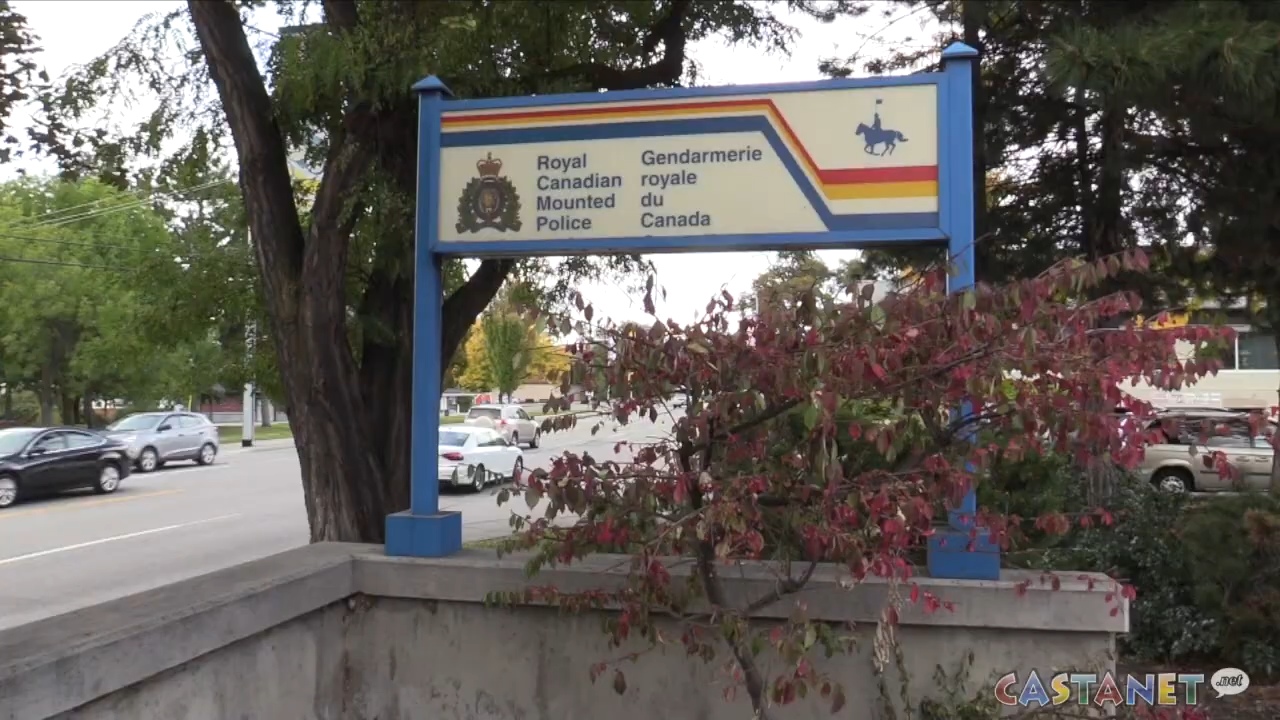 Royal
Canadian
Mounted
Police
Gendarmerie
royale
du
Canada
CASTANET .net